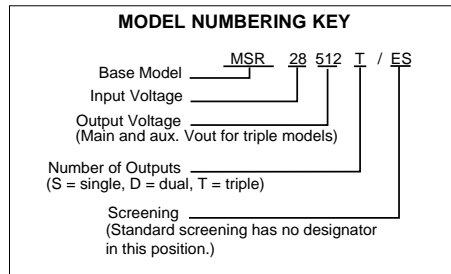 MODEL NUMBERING KEY
MSR 28 512 T / ES
Base Model
Input Voltage
Output Voltage
(Main and aux. Vout for triple models)
Number of Outputs
(S = single, D = dual, T = triple)
Screening
(Standard screening has no designator
in this position.)